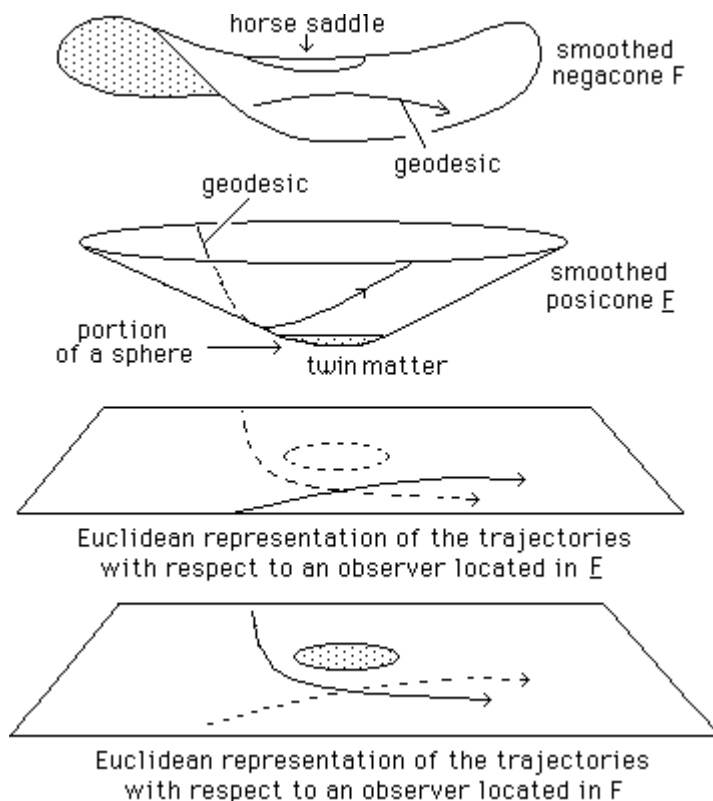 horse saddle
smoothed
negacone F
geodesic
geodesic
smoothed
posicone F
portion
of a sphere
twin matter
Euclidean representation of the trajectories
with respect to an observer located in F
Euclidean representation of the trajectories
with respect to an observer located in F